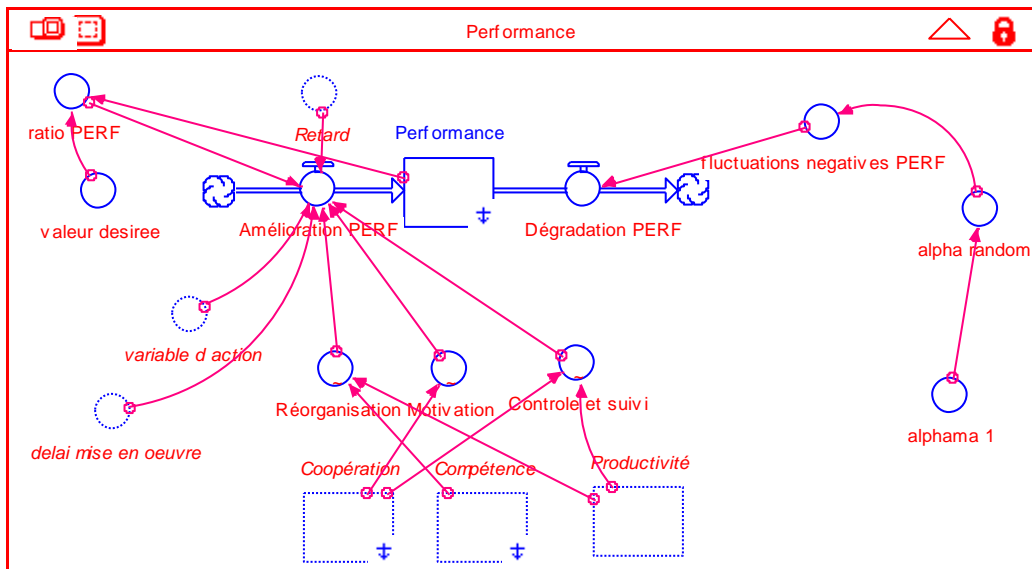 Performance
ratio PERF
Retard
Performance
fluctuations negatives PERF
valeur desiree
Amélioration PERF
Dégradation PERF
alpha random
variable d action
Réorganisation
Motivation
Controle et suivi
alphama 1
delai mise en oeuvre
Coopération
Compétence
Productivité